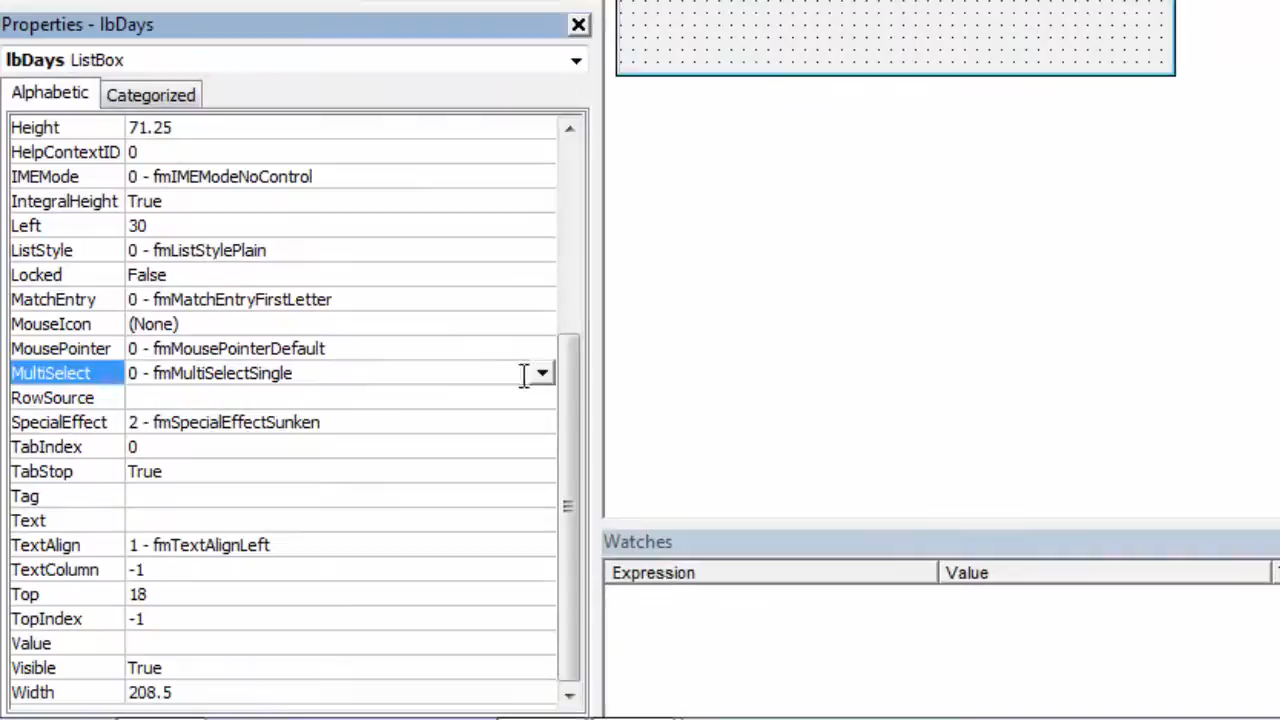 Properties - lbDays
lbDays ListBox
Alphabetic Categorized
Height 71.25
HelpContextID 0
IMEMode 0 - fmIMEModeNoControl
IntegralHeight True
Left 30
ListStyle 0 - fmListStylePlain
Locked False
MatchEntry 0 - fmMatchEntryFirstLetter
MouseIcon (None)
MousePointer 0 - fmMousePointerDefault
MultiSelect 0 - fmMultiSelectSingle
RowSource
SpecialEffect 2 - fmSpecialEffectSunken
TabIndex 0
TabStop True
Tag
Text
TextAlign 1 - fmTextAlignLeft
TextColumn -1
Top 18
TopIndex -1
Value
Visible True
Width 208.5
Watches
Expression Value